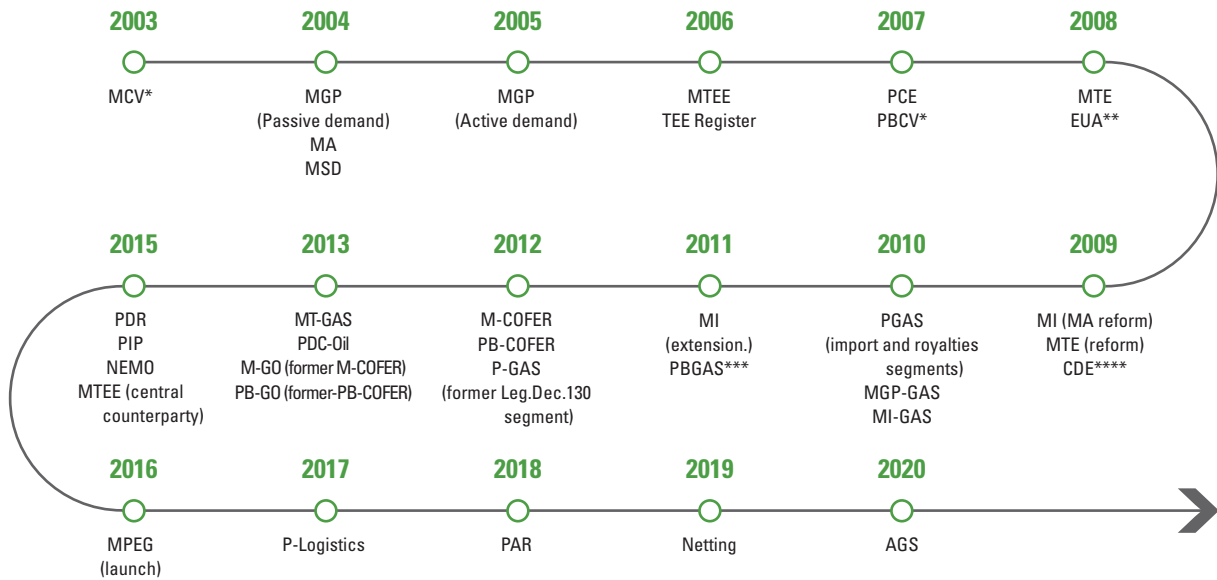 2003
MCV*
2004
MGP
(Passive demand)
MA
MSD
2005
MGP
(Active demand)
2006
MTEE
TEE Register
2007
PCE
PBCV*
2008
MTE
EUA**
2015
PDR
PIP
NEMO
MTEE (central
counterparty)
2013
MT-GAS
PDC-Oil
M-GO (former M-COFER)
PB-GO (former-PB-COFER)
2012
M-COFER
PB-COFER
P-GAS
(former Leg.Dec.130
segment)
2011
MI
(extension.)
PBGAS***
2010
PGAS
(import and royalties
segments)
MGP-GAS
MI-GAS
2009
MI (MA reform)
MTE (reform)
CDE****
2016
MPEG
(launch)
2017
P-Logistics
2018
PAR
2019
Netting
2020
AGS